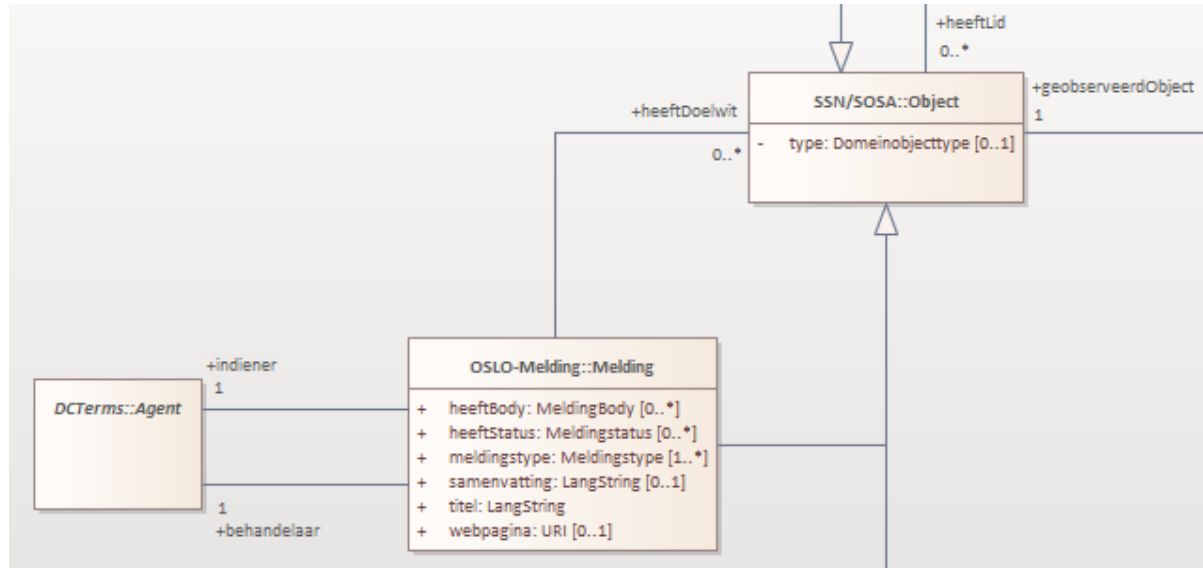 +heeftLid
0..*
SSN/SOSA::Object
+geobserveerdObject
1
+heeftDoelwit
0..*
- type: Domeinobjecttype [0..1]
OSLO-Melding::Melding
+indiener
1
DCTerms::Agent
+ heeftBody: MeldingBody [0..*]
+ heeftStatus: Meldingstatus [0..*]
+ meldingstype: Meldingstype [1..*]
+ samenvatting: LangString [0..1]
+ titel: LangString
+ webpagina: URI [0..1]
1
+behandelaar